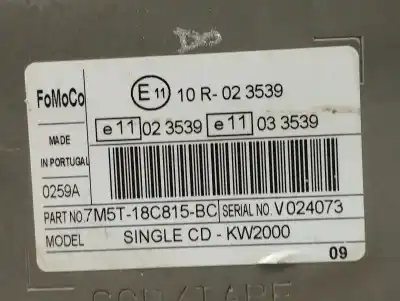 FoMoCo
E 11 10 R- 02 3539
e 11 02 3539 e 11 03 3539
MADE
IN PORTUGAL
0259A
PART NO. 7M5T-18C815-BC SERIAL NO. V 024073
MODEL SINGLE CD - KW2000
09